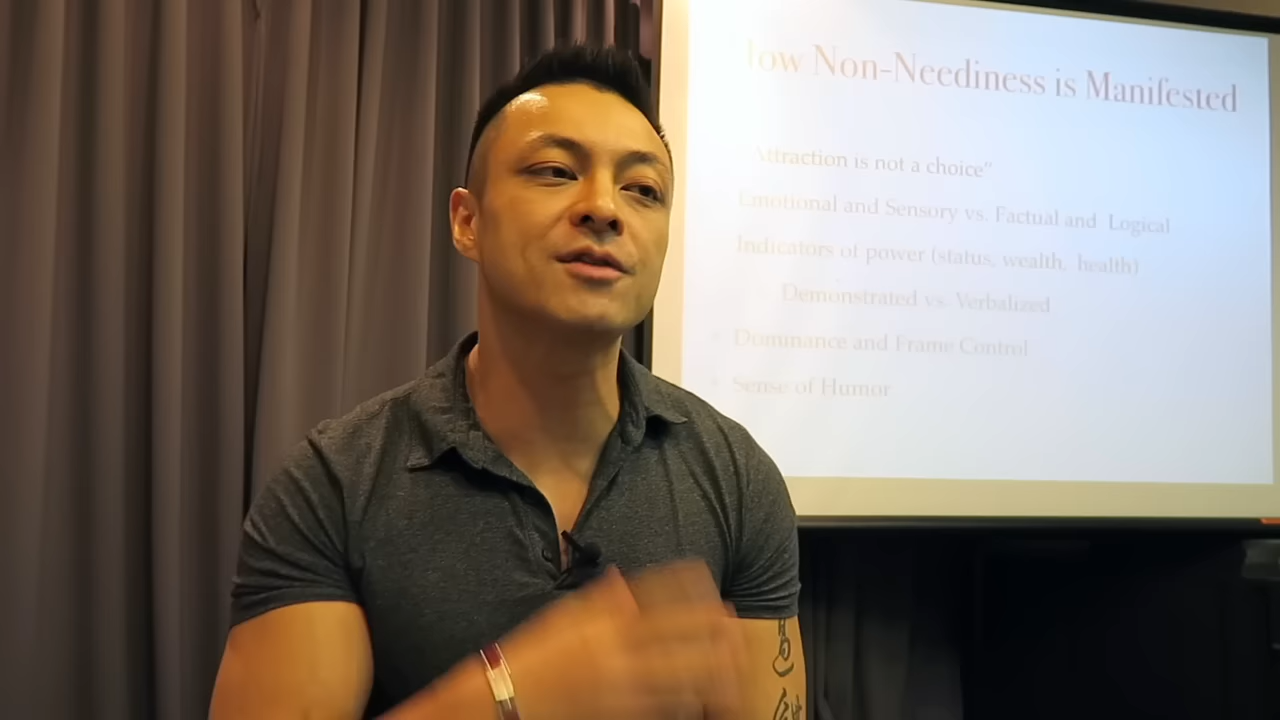 How Non-Neediness is Manifested
Attraction is not a choice“
Emotional and Sensory vs. Factual and Logical
Indicators of power (status, wealth, health)
Demonstrated vs. Verbalized
• Dominance and Frame Control
• Sense of Humor